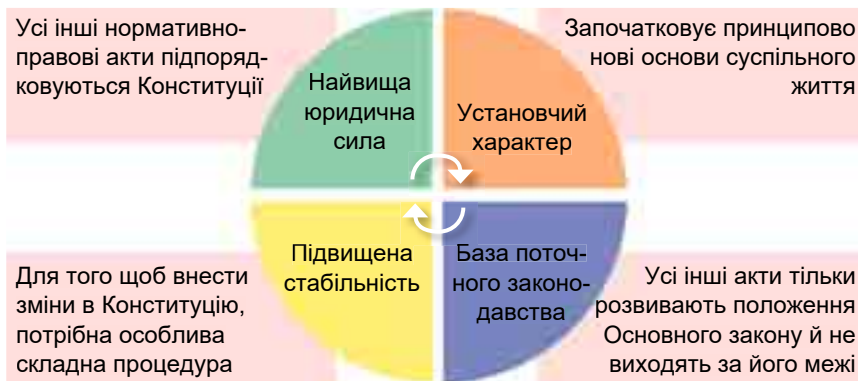 Усі інші нормативно-
правові акти підпоряд-
ковуються Конституції
Найвища
юридична
сила
Установчий
характер
Започатковує принципово
нові основи суспільного
життя
Для того щоб внести
зміни в Конституцію,
потрібна особлива
складна процедура
Підвищена
стабільність
База поточ-
ного законо-
давства
Усі інші акти тільки
розвивають положення
Основного закону й не
виходять за його межі